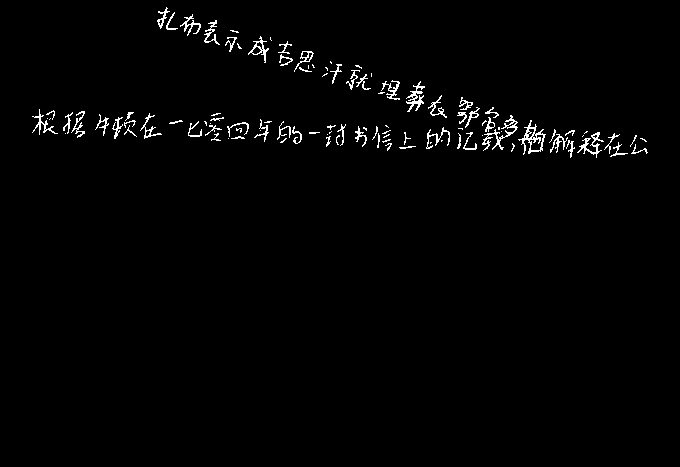 扎布表示成吉思汗就埋葬在鄂尔多
根据牛顿在一七零四年的一封书信上的记载,他解释在公